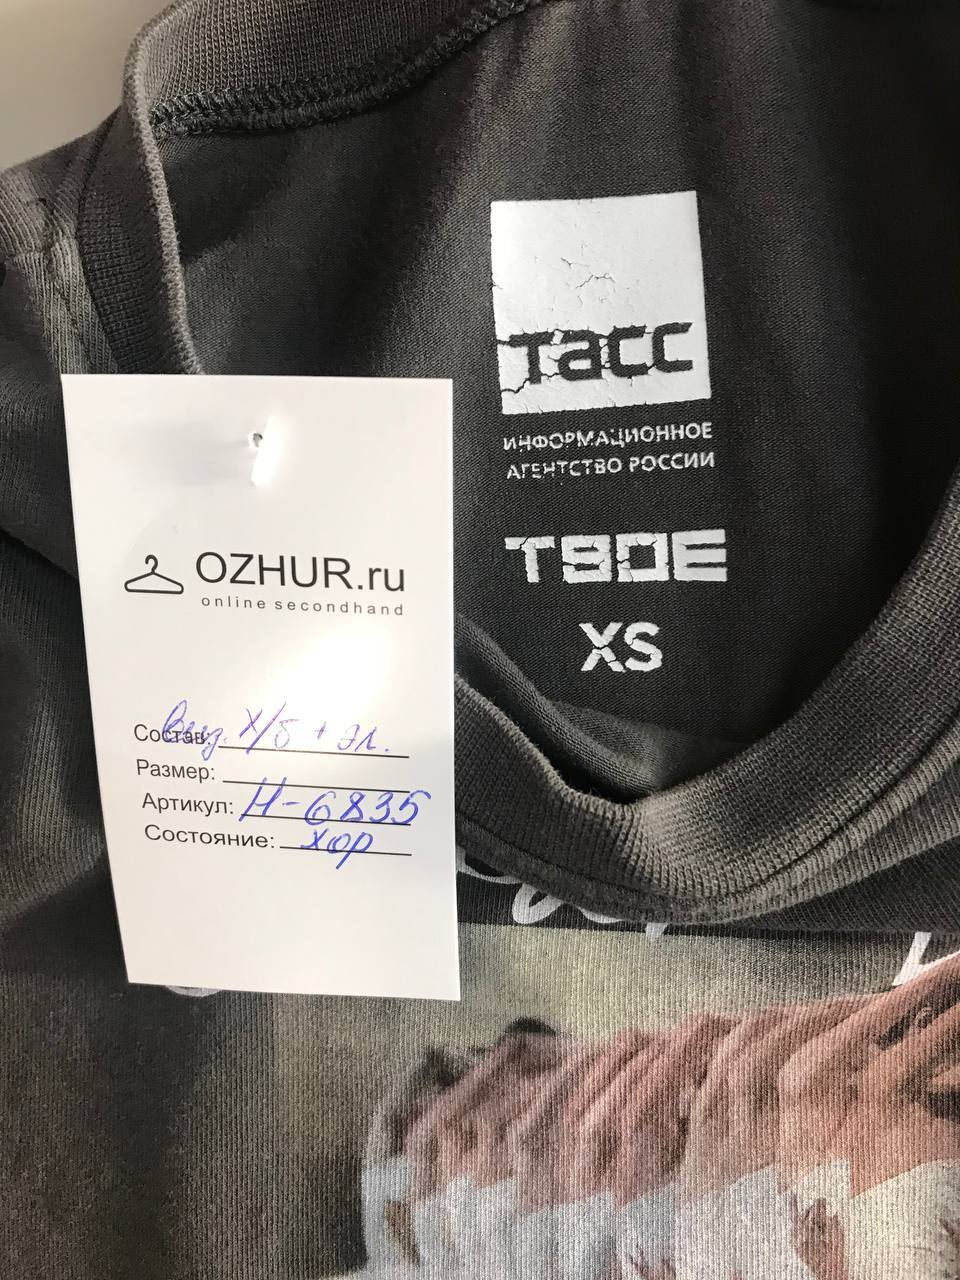 тасс
ИНФОРМАЦИОННОЕ
АГЕНТСТВО РОССИИ
ТВОЕ
XS
OZHUR.ru
online secondhand
Состав: Виз. х/б + эл.
Размер:
Артикул: Н-6835
Состояние: хор